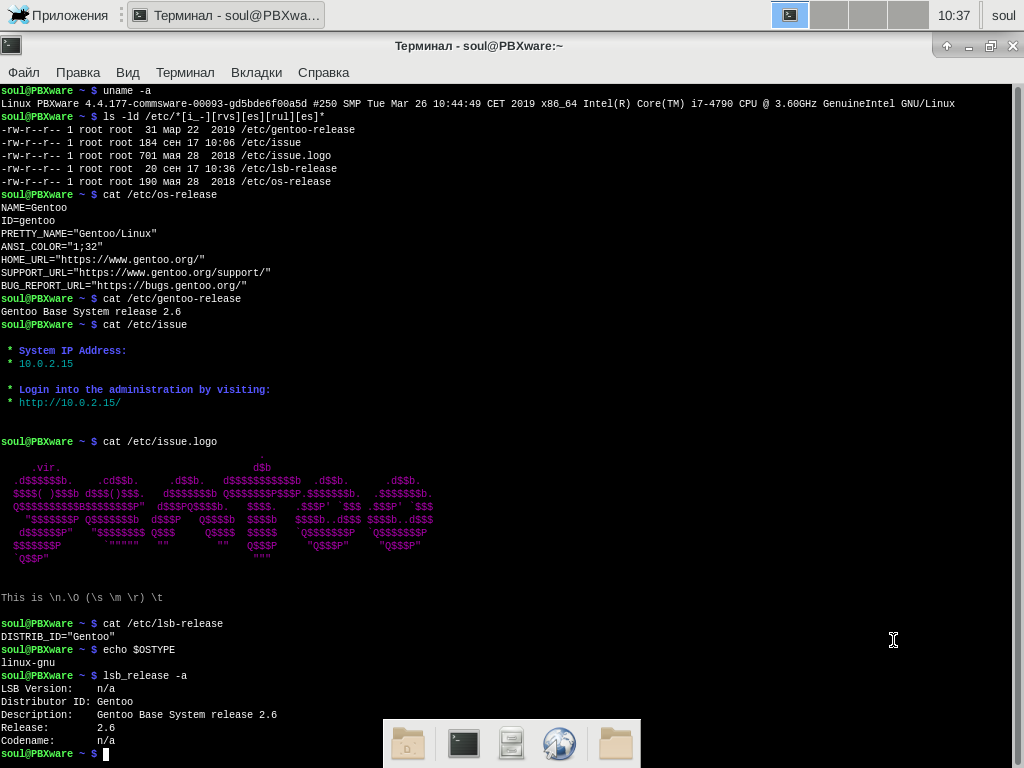 Приложения
Терминал - soul@PBXwa...
10:37
soul
Терминал - soul@PBXware:~
Файл Правка Вид Терминал Вкладки Справка
soul@PBXware ~ $ uname -a
Linux PBXware 4.4.177-commsware-00093-gd5bde6f00a5d #250 SMP Tue Mar 26 10:44:49 CET 2019 x86_64 Intel(R) Core(TM) i7-4790 CPU @ 3.60GHz GenuineIntel GNU/Linux
soul@PBXware ~ $ ls -ld /etc/*[i_-][rvs][es][rul][es]*
-rw-r--r-- 1 root root  31 мар 22  2019 /etc/gentoo-release
-rw-r--r-- 1 root root 184 сен 17 10:06 /etc/issue
-rw-r--r-- 1 root root 701 мая 28  2018 /etc/issue.logo
-rw-r--r-- 1 root root  20 сен 17 10:36 /etc/lsb-release
-rw-r--r-- 1 root root 190 мая 28  2018 /etc/os-release
soul@PBXware ~ $ cat /etc/os-release
NAME=Gentoo
ID=gentoo
PRETTY_NAME="Gentoo/Linux"
ANSI_COLOR="1;32"
HOME_URL="https://www.gentoo.org/"
SUPPORT_URL="https://www.gentoo.org/support/"
BUG_REPORT_URL="https://bugs.gentoo.org/"
soul@PBXware ~ $ cat /etc/gentoo-release
Gentoo Base System release 2.6
soul@PBXware ~ $ cat /etc/issue
* System IP Address:
* 10.0.2.15
* Login into the administration by visiting:
* http://10.0.2.15/
soul@PBXware ~ $ cat /etc/issue.logo
                                           .
     .vir.                                d$b
  .d$$$$$$b.    .cd$$b.     .d$$b.   d$$$$$$$$$$$b  .d$$b.      .d$$b.
  $$$$( )$$$b d$$$()$$$.   d$$$$$$$b Q$$$$$$$P$$$P.$$$$$$$b.  .$$$$$$$b.
  Q$$$$$$$$$$B$$$$$$$$P"  d$$$PQ$$$$b.   $$$$.   .$$$P' `$$$ .$$$P' `$$$
    "$$$$$$$P Q$$$$$$$b  d$$$P   Q$$$$b  $$$$b   $$$$b..d$$$ $$$$b..d$$$
   d$$$$$$P"   "$$$$$$$$ Q$$$     Q$$$$  $$$$$   `Q$$$$$$$P  `Q$$$$$$$P
  $$$$$$$P       `"""""   ""        ""   Q$$$P     "Q$$$P"     "Q$$$P"
  `Q$$P"                                  """
This is \n.\O (\s \m \r) \t
soul@PBXware ~ $ cat /etc/lsb-release
DISTRIB_ID="Gentoo"
soul@PBXware ~ $ echo $OSTYPE
linux-gnu
soul@PBXware ~ $ lsb_release -a
LSB Version:    n/a
Distributor ID: Gentoo
Description:    Gentoo Base System release 2.6
Release:        2.6
Codename:       n/a
soul@PBXware ~ $